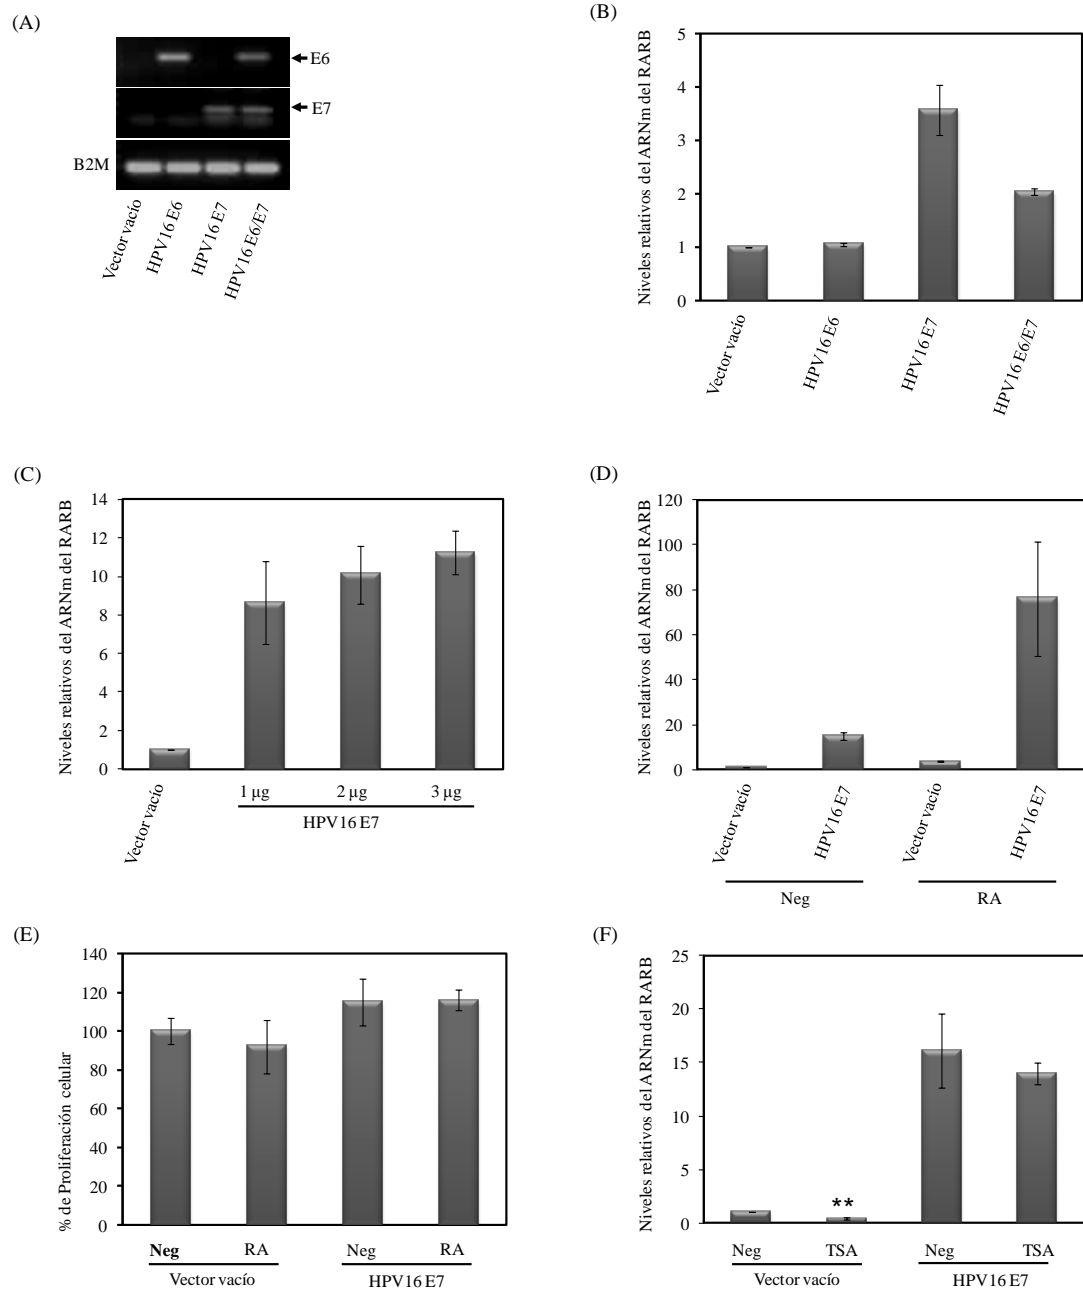 (A)
E6
E7
B2M
Vector vacío
HPV16 E6
HPV16 E7
HPV16 E6/E7
(B)
Niveles relativos del ARNm del RARB
5
4
3
2
1
0
Vector vacío
HPV16 E6
HPV16 E7
HPV16 E6/E7
(C)
Niveles relativos del ARNm del RARB
14
12
10
8
6
4
2
0
Vector vacío
1 µg
2 µg
3 µg
HPV16 E7
(D)
Niveles relativos del ARNm del RARB
120
100
80
60
40
20
0
Vector vacío
HPV16 E7
Vector vacío
HPV16 E7
Neg
RA
(E)
% de Proliferación celular
140
120
100
80
60
40
20
0
Neg
RA
Neg
RA
Vector vacío
HPV16 E7
(F)
Niveles relativos del ARNm del RARB
25
20
15
10
5
0
**
Neg
TSA
Neg
TSA
Vector vacío
HPV16 E7